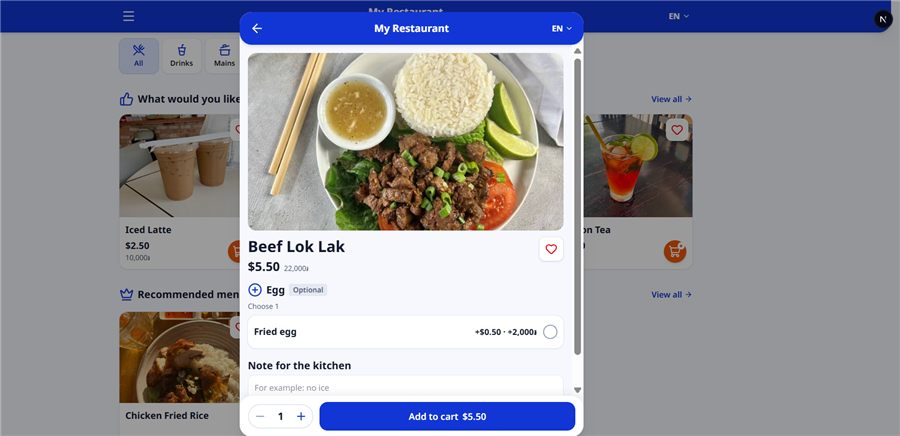 My Restaurant
EN
N
My Restaurant
EN
All
Drinks
Mains
What would you like
View all →
Iced Latte
$2.50
10,000៛
on Tea
Recommended men
View all →
Chicken Fried Rice
Beef Lok Lak
$5.50 22,000៛
Egg Optional
Choose 1
Fried egg +$0.50 · +2,000៛
Note for the kitchen
For example: no ice
1
Add to cart $5.50